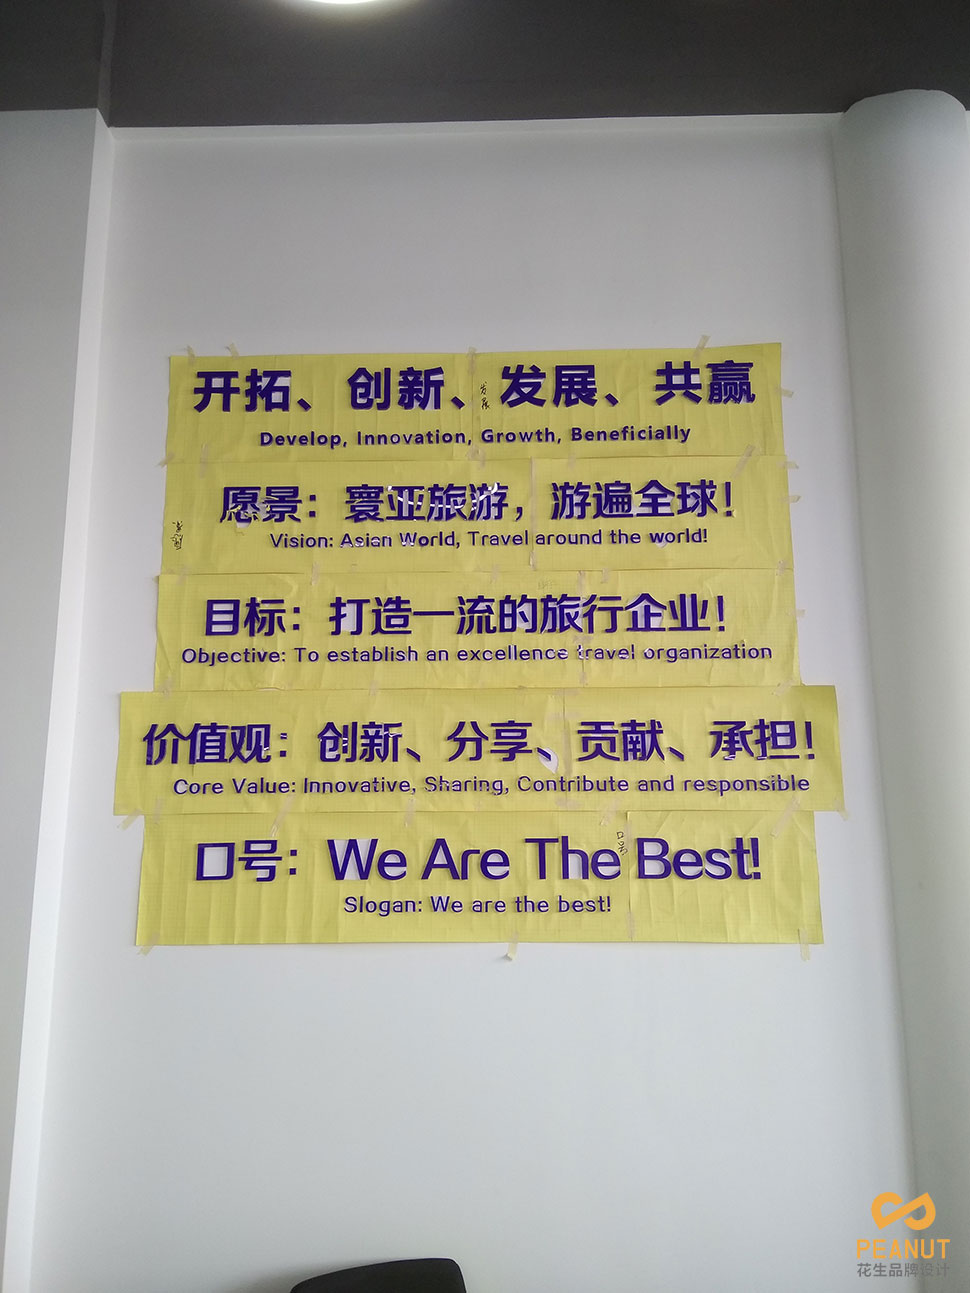 开拓、创新、发展、共赢
发展
Develop, Innovation, Growth, Beneficially
愿景：寰亚旅游，游遍全球！
Vision: Asian World, Travel around the world!
目标：打造一流的旅行企业！
Objective: To establish an excellence travel organization
价值观：创新、分享、贡献、承担！
Core Value: Innovative, Sharing, Contribute and responsible
口号：We Are The Best!
口号
Slogan: We are the best!
PEANUT
花生品牌设计